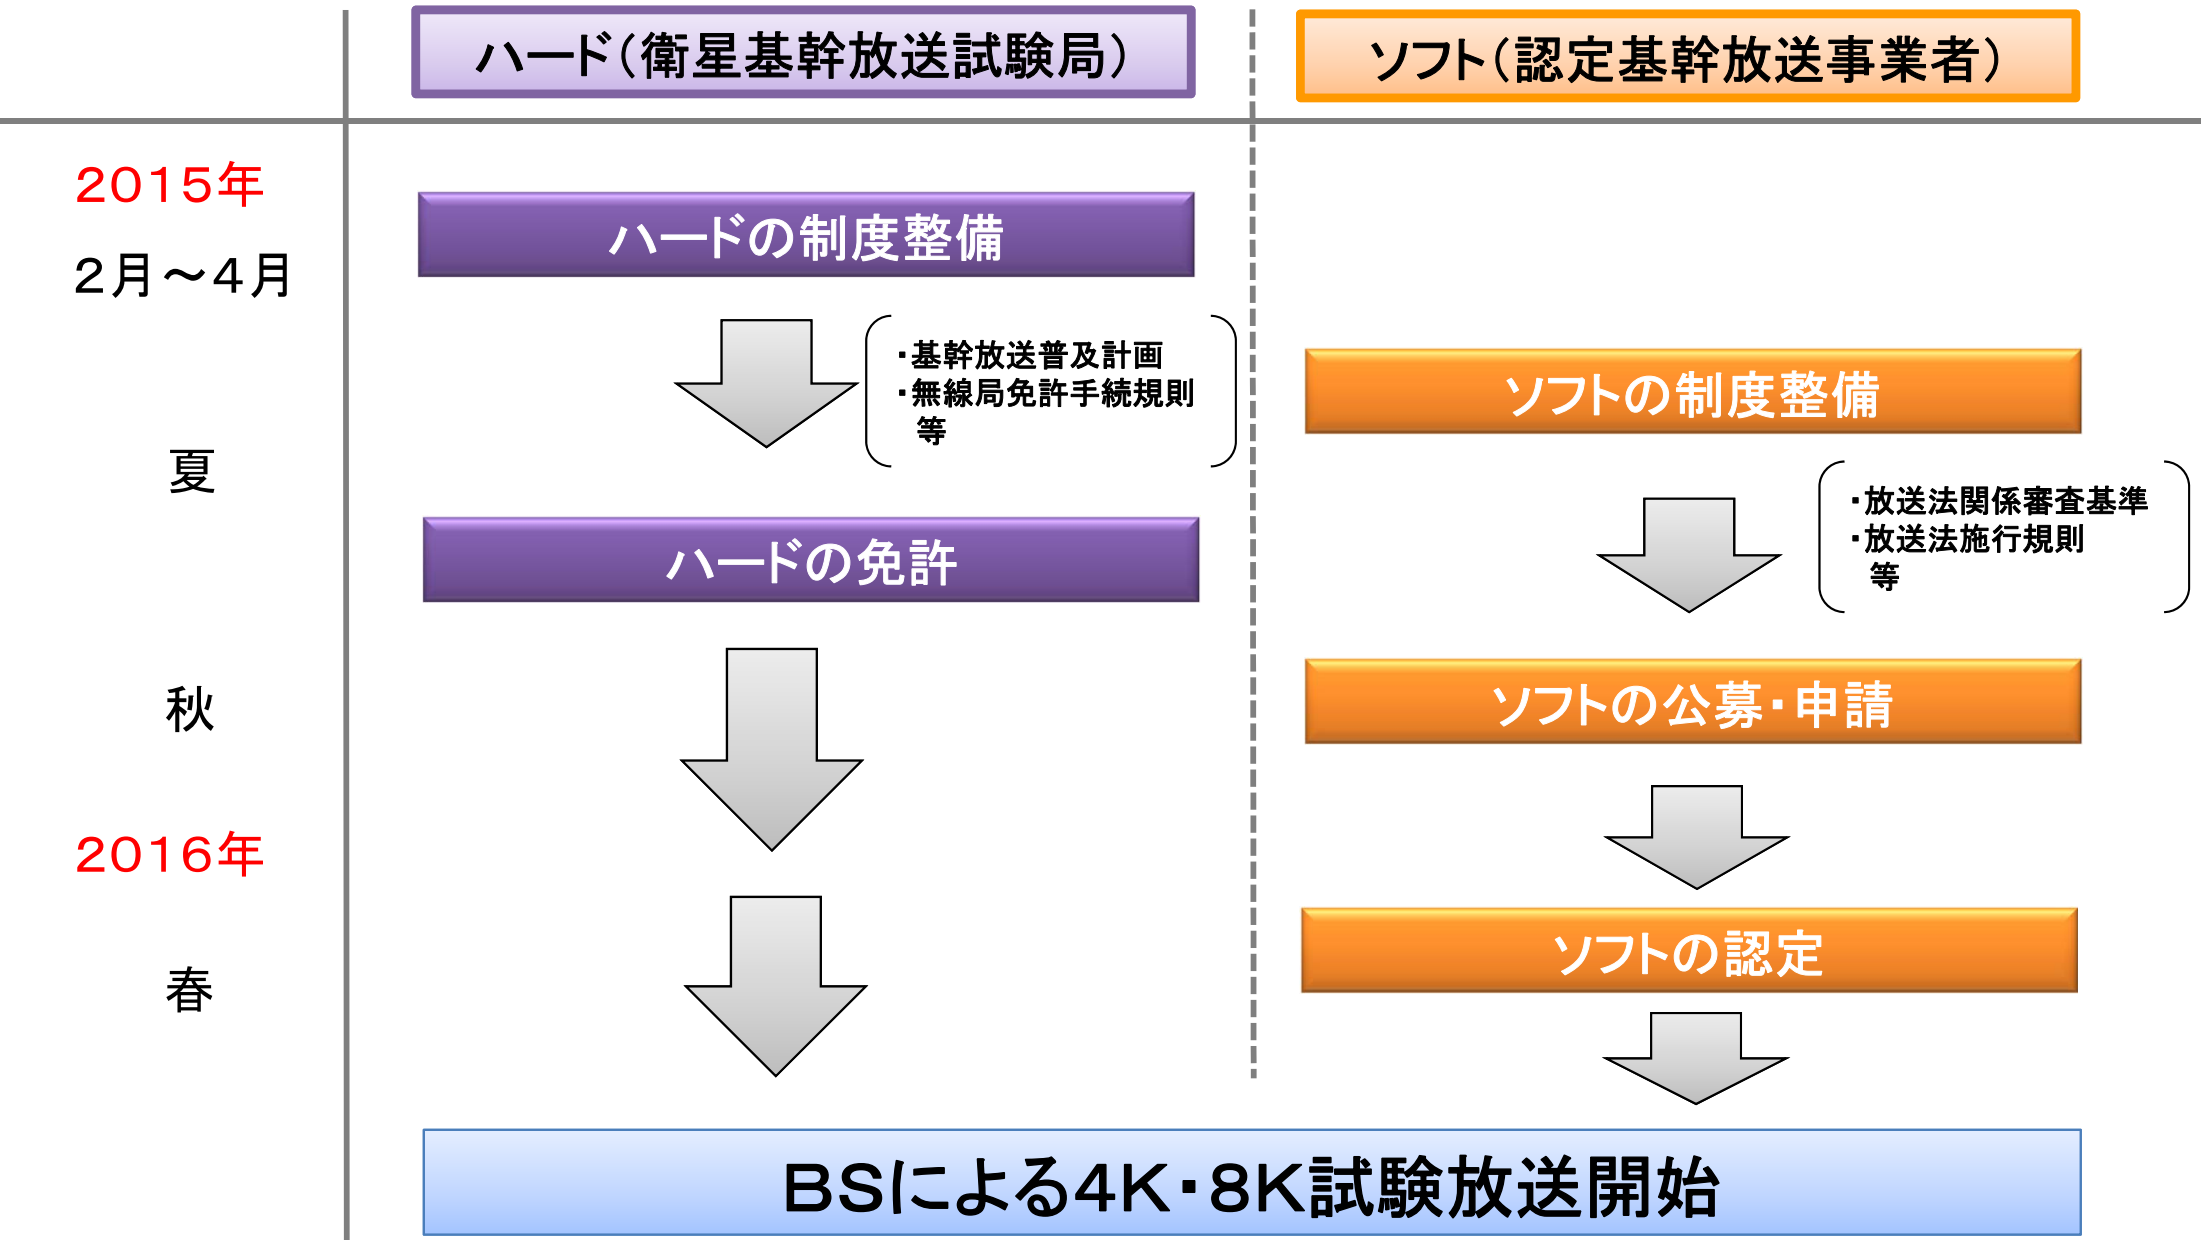 ハード（衛星基幹放送試験局）
ソフト（認定基幹放送事業者）
２０１５年
２月～４月
ハードの制度整備
・基幹放送普及計画
・無線局免許手続規則
等
ソフトの制度整備
夏
・放送法関係審査基準
・放送法施行規則
等
ハードの免許
秋
ソフトの公募・申請
２０１６年
ソフトの認定
春
ＢＳによる４Ｋ・８Ｋ試験放送開始